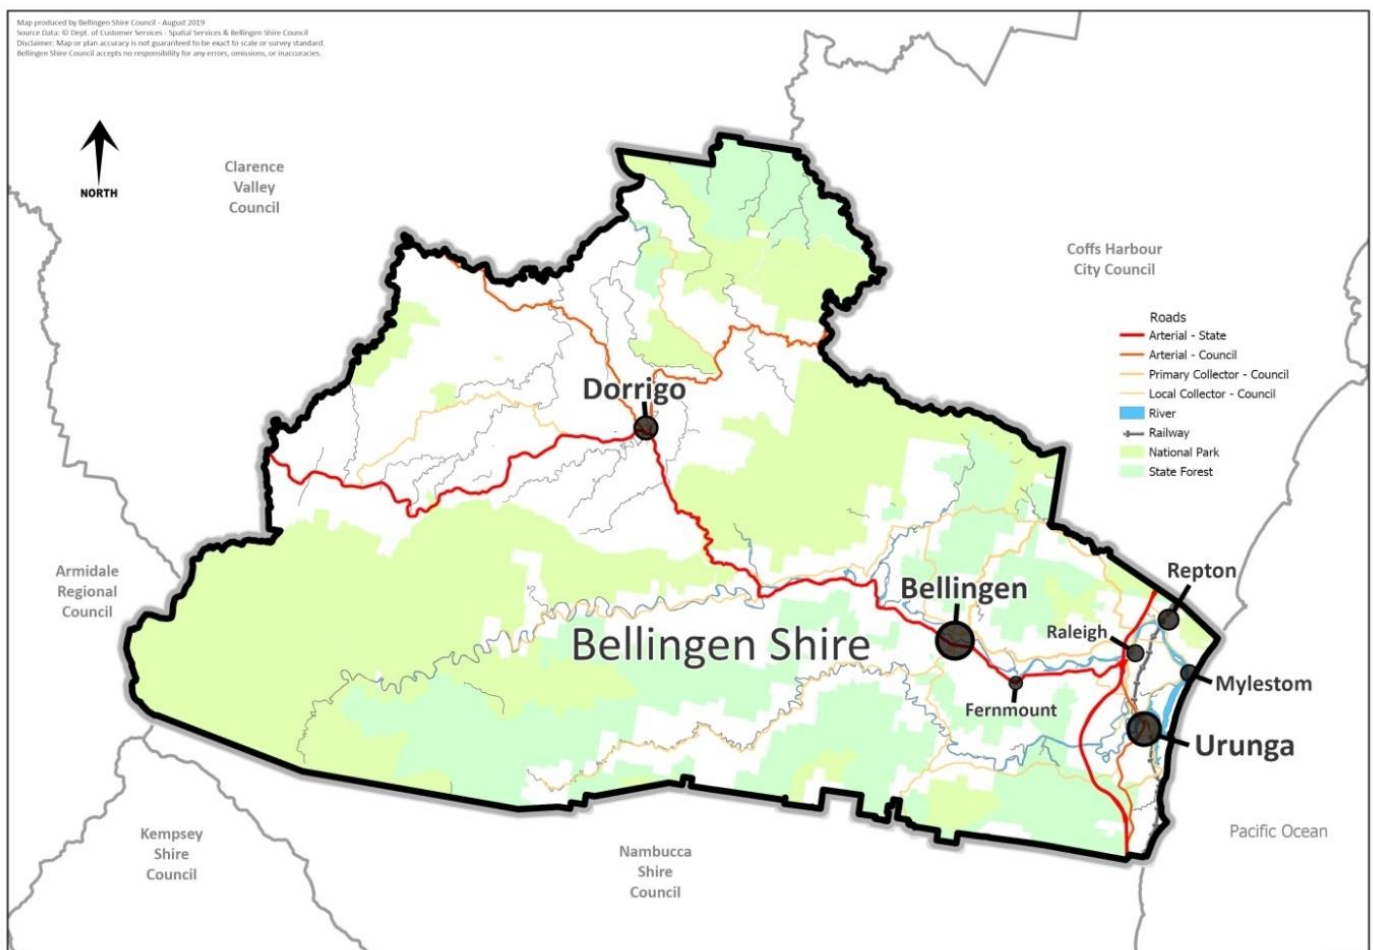 Map produced by Bellingen Shire Council - August 2019
Source Data: © Dept. of Customer Services - Spatial Services & Bellingen Shire Council
Disclaimer: Map or plan accuracy is not guaranteed to be exact to scale or survey standard.
Bellingen Shire Council accepts no responsibility for any errors, omissions, or inaccuracies.
NORTH
Clarence
Valley
Council
Coffs Harbour
City Council
Roads
Arterial - State
Arterial - Council
Primary Collector - Council
Local Collector - Council
River
Railway
National Park
State Forest
Dorrigo
Armidale
Regional
Council
Repton
Bellingen
Raleigh
Bellingen Shire
Mylestom
Fernmount
Urunga
Kempsey
Shire
Council
Nambucca
Shire
Council
Pacific Ocean